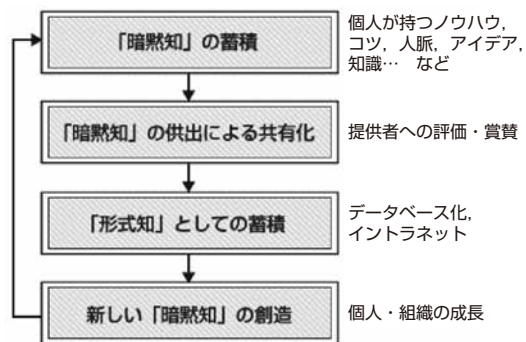 「暗黙知」の蓄積
個人が持つノウハウ,
コツ, 人脈, アイデア,
知識… など
「暗黙知」の供出による共有化
提供者への評価・賞賛
「形式知」としての蓄積
データベース化,
イントラネット
新しい「暗黙知」の創造
個人・組織の成長